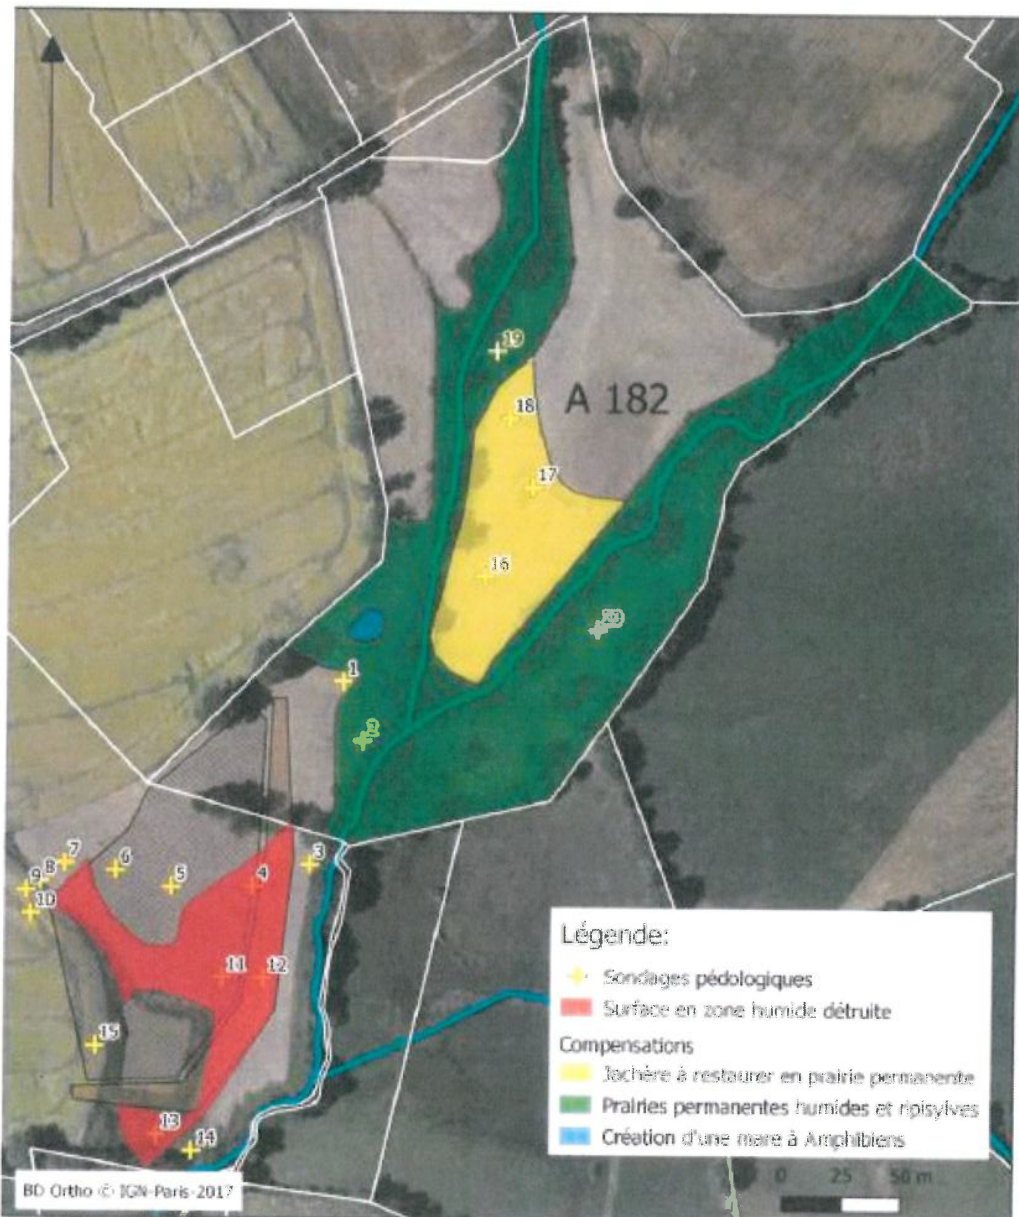 19
A 182
18
17
16
1
2
3
7
6
5
4
8
9
10
11
12
15
13
14
Légende:
Sondages pédologiques
Surface en zone humide détruite
Compensations
Jachère à restaurer en prairie permanente
Prairies permanentes humides et ripisylves
Création d'une mare à Amphibiens
0 25 50 m
BD Ortho © IGN-Paris-2017